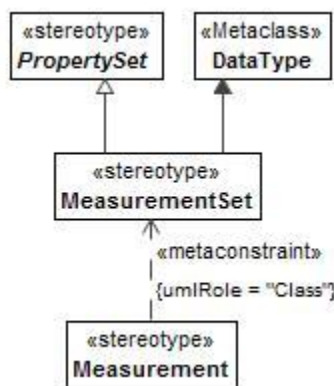 «stereotype»
PropertySet
«Metaclass»
DataType
«stereotype»
MeasurementSet
«metaconstraint»
{umlRole = "Class"}
«stereotype»
Measurement